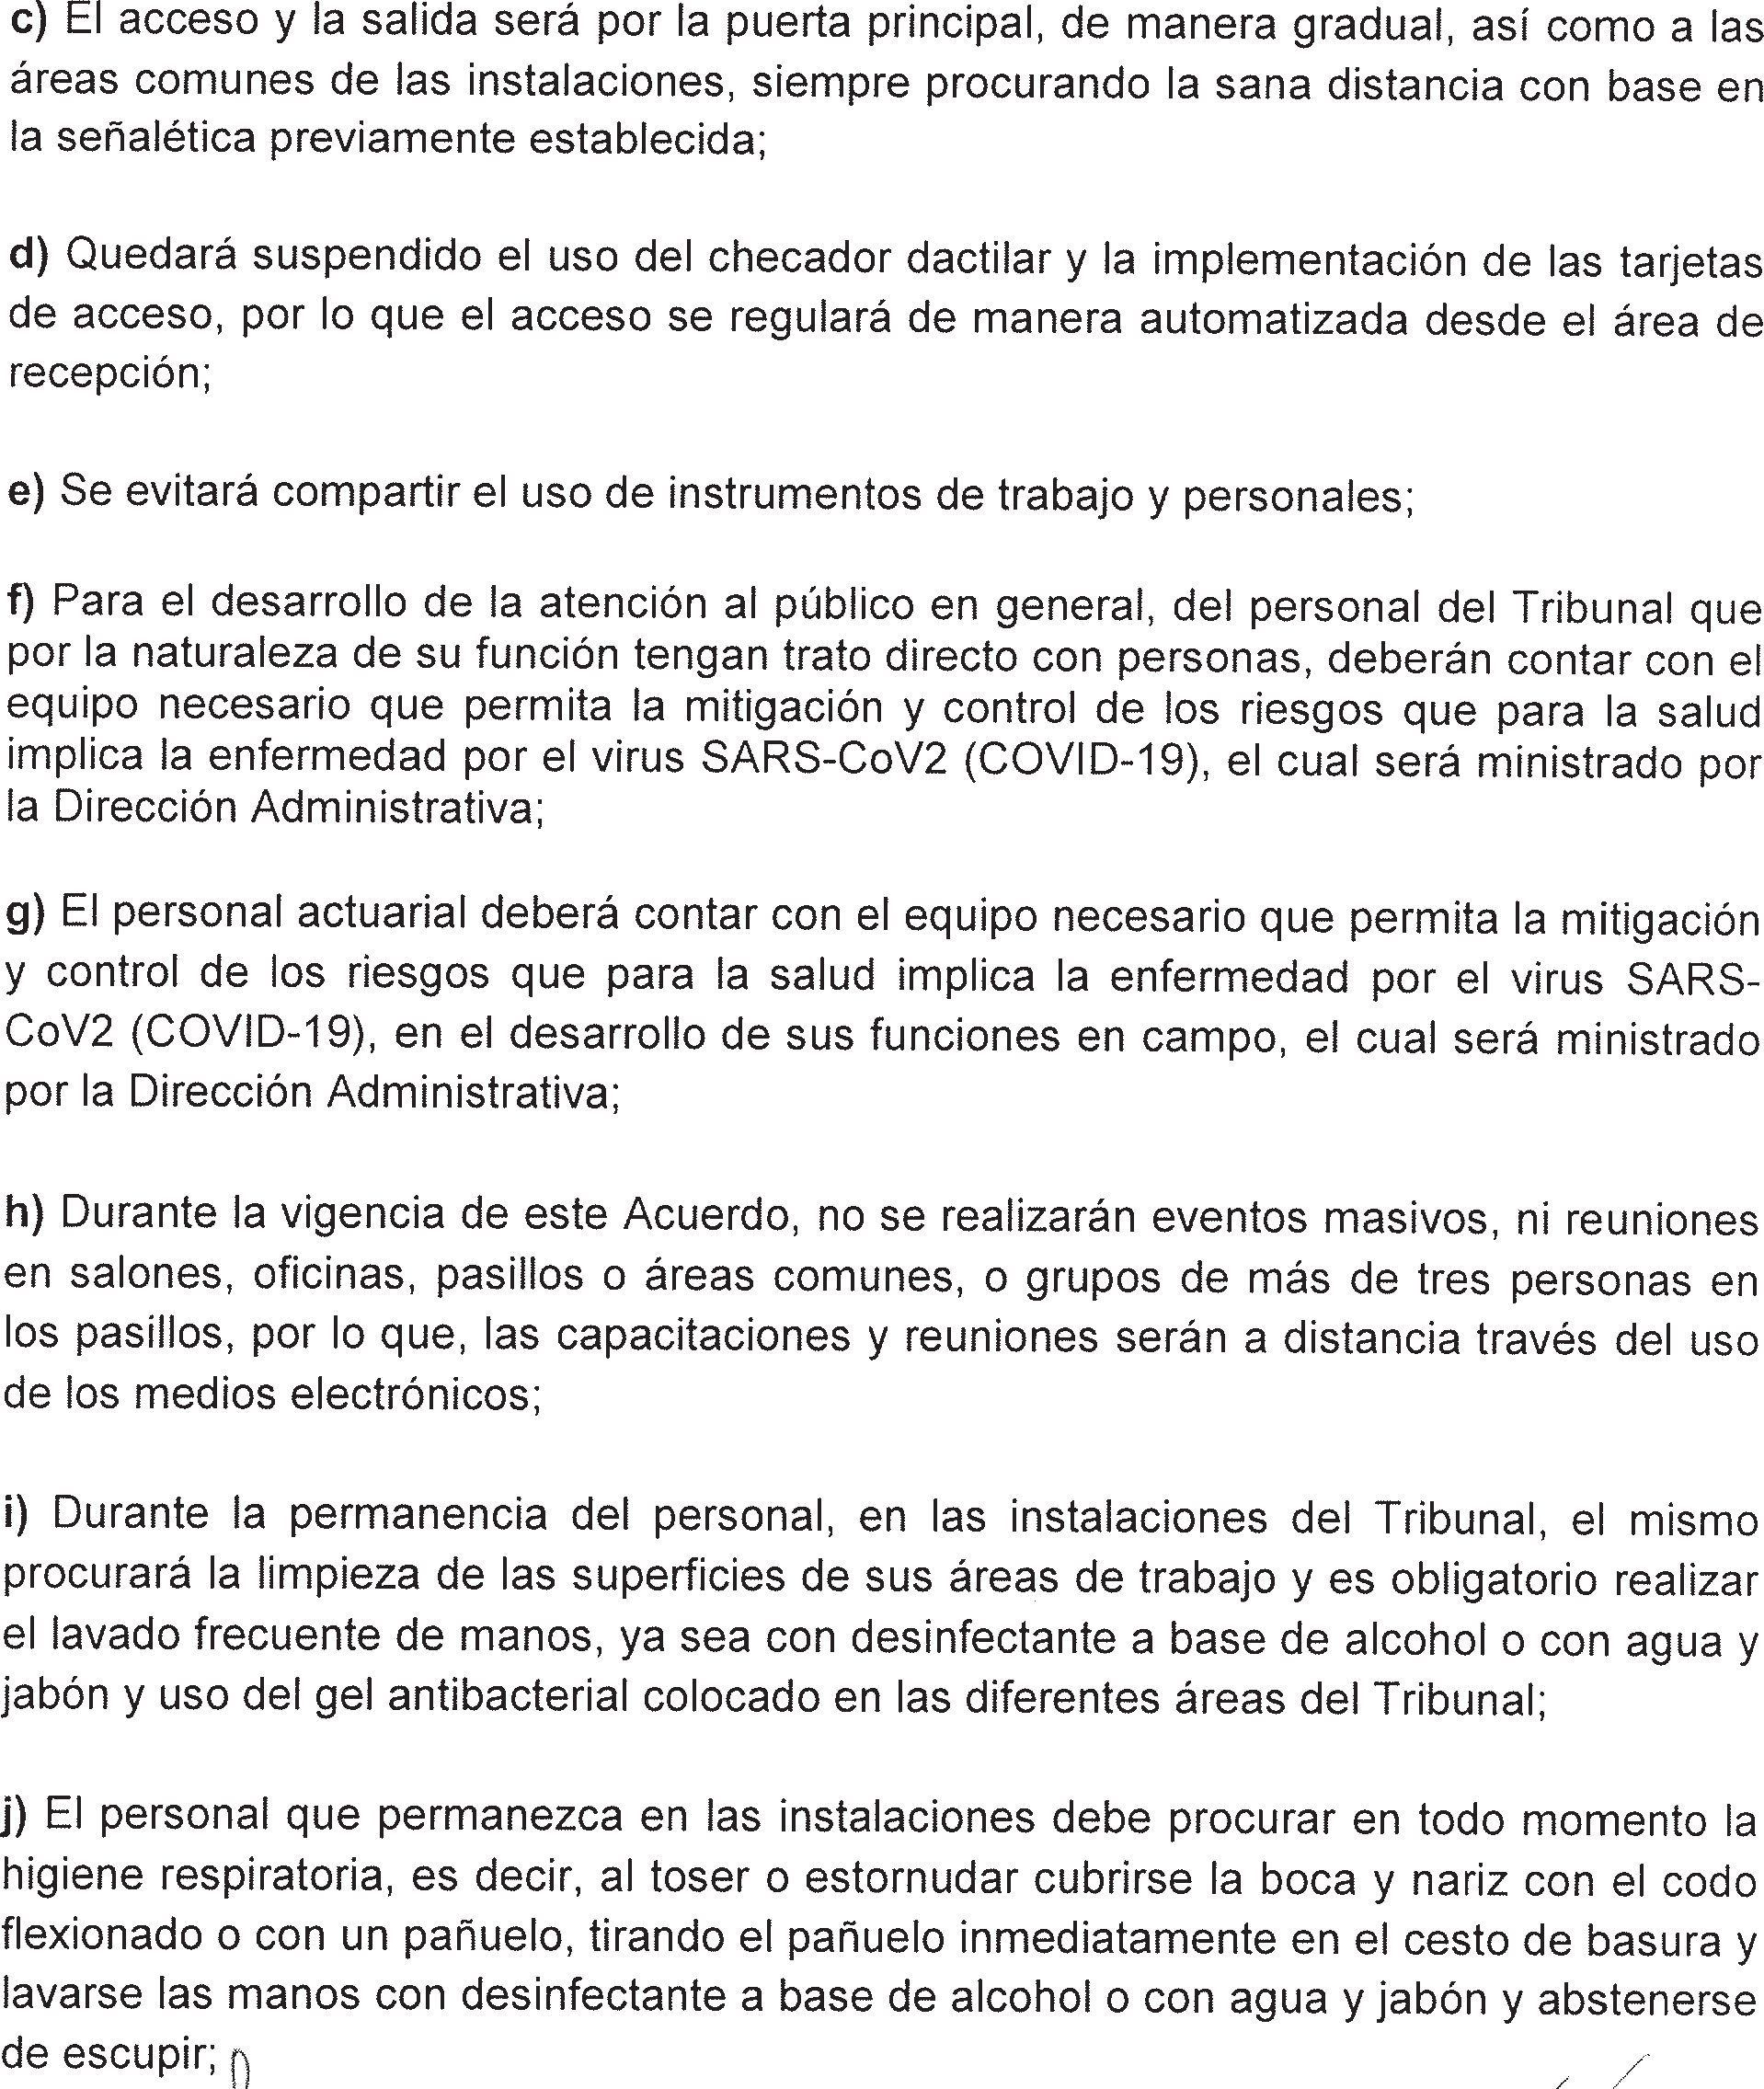 c) El acceso y la salida será por la puerta principal, de manera gradual, así como a las
áreas comunes de las instalaciones, siempre procurando la sana distancia con base en
la señalética previamente establecida;
d) Quedará suspendido el uso del checador dactilar y la implementación de las tarjetas
de acceso, por lo que el acceso se regulará de manera automatizada desde el área de
recepción;
e) Se evitará compartir el uso de instrumentos de trabajo y personales;
f) Para el desarrollo de la atención al público en general, del personal del Tribunal que
por la naturaleza de su función tengan trato directo con personas, deberán contar con el
equipo necesario que permita la mitigación y control de los riesgos que para la salud
implica la enfermedad por el virus SARS-CoV2 (COVID-19), el cual será ministrado por
la Dirección Administrativa;
g) El personal actuarial deberá contar con el equipo necesario que permita la mitigación
y control de los riesgos que para la salud implica la enfermedad por el virus SARS-
CoV2 (COVID-19), en el desarrollo de sus funciones en campo, el cual será ministrado
por la Dirección Administrativa;
h) Durante la vigencia de este Acuerdo, no se realizarán eventos masivos, ni reuniones
en salones, oficinas, pasillos o áreas comunes, o grupos de más de tres personas en
los pasillos, por lo que, las capacitaciones y reuniones serán a distancia través del uso
de los medios electrónicos;
i) Durante la permanencia del personal, en las instalaciones del Tribunal, el mismo
procurará la limpieza de las superficies de sus áreas de trabajo y es obligatorio realizar
el lavado frecuente de manos, ya sea con desinfectante a base de alcohol o con agua y
jabón y uso del gel antibacterial colocado en las diferentes áreas del Tribunal;
j) El personal que permanezca en las instalaciones debe procurar en todo momento la
higiene respiratoria, es decir, al toser o estornudar cubrirse la boca y nariz con el codo
flexionado o con un pañuelo, tirando el pañuelo inmediatamente en el cesto de basura y
lavarse las manos con desinfectante a base de alcohol o con agua y jabón y abstenerse
de escupir;